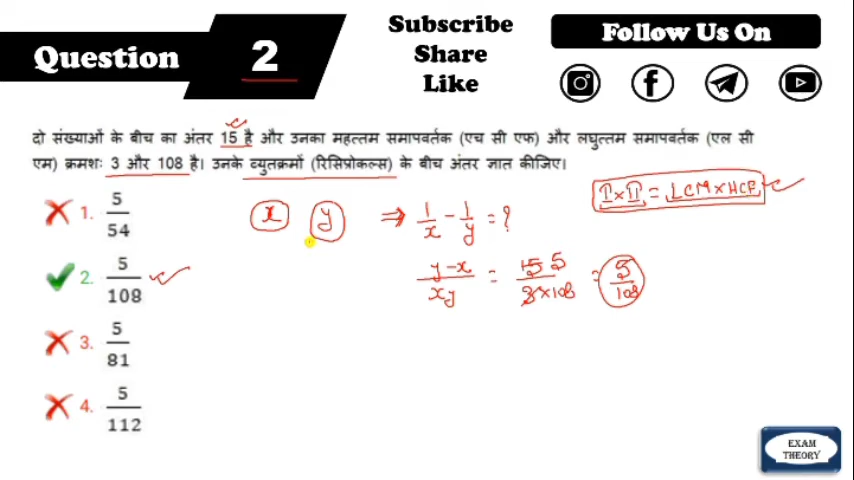 Question 2
Subscribe
Share
Like
Follow Us On
दो संख्याओं के बीच का अंतर 15 है और उनका महत्तम समापवर्तक (एच सी एफ) और लघुत्तम समापवर्तक (एल सी
एम) क्रमशः 3 और 108 है। उनके व्युतक्रमों (रिसिप्रोकल्स) के बीच अंतर ज्ञात कीजिए।
I × II = LCM × HCF
1. 5/54
x y ⇒ 1/x - 1/y = ?
2. 5/108
y-x/xy = 15 5/3×108 = 5/108
3. 5/81
4. 5/112
EXAM
THEORY